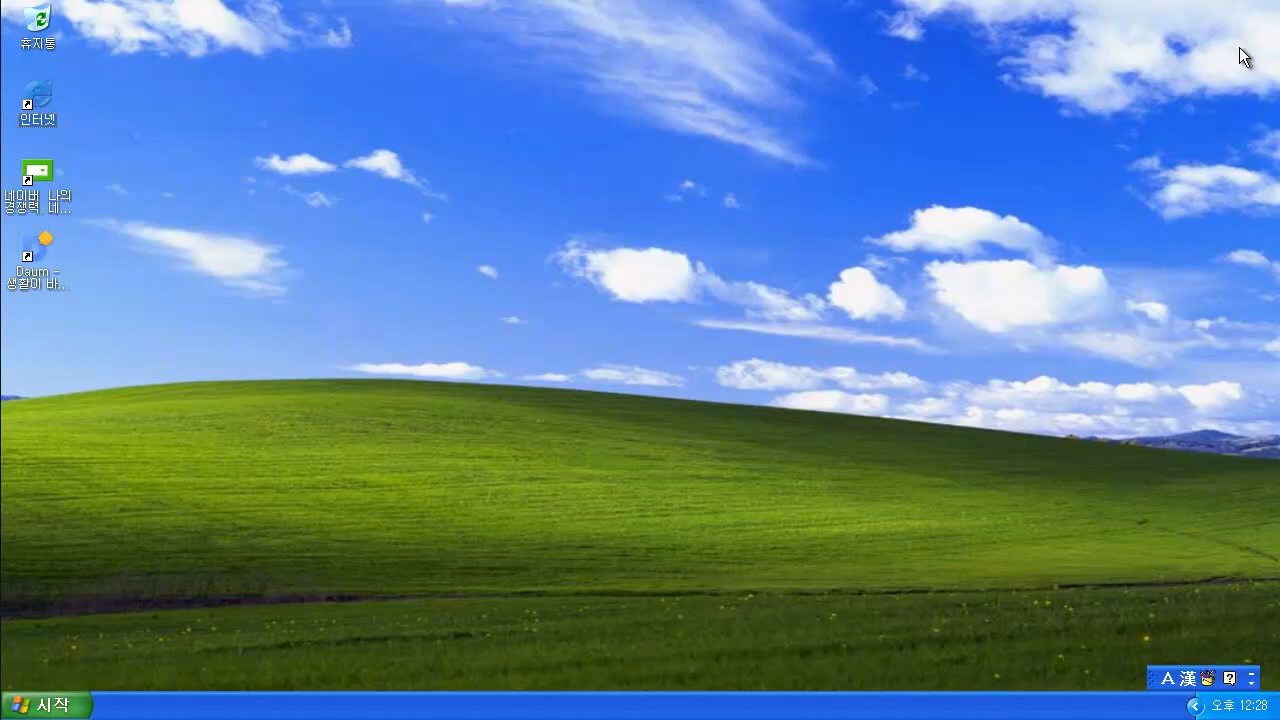 휴지통
인터넷
네이버 나의
경쟁력, 네...
Daum –
생활이 바...
A 漢
시작
오후 12:28